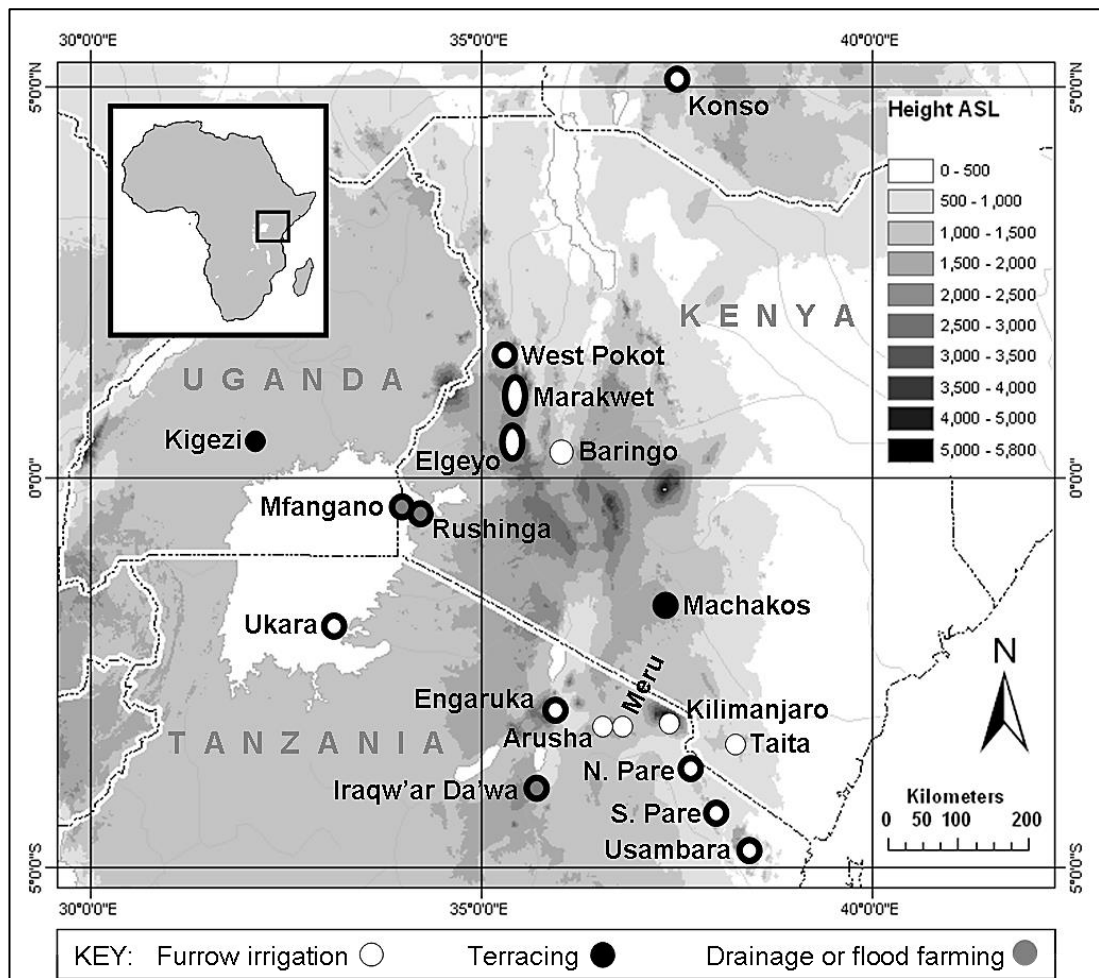 30°0'0"E 35°0'0"E 40°0'0"E
5°0'0"N 5°0'0"N
Konso
Height ASL
0 - 500
500 - 1,000
1,000 - 1,500
1,500 - 2,000
2,000 - 2,500
2,500 - 3,000
3,000 - 3,500
3,500 - 4,000
4,000 - 5,000
5,000 - 5,800
KENYA
West Pokot
UGANDA
Marakwet
Kigezi
Elgeyo
Baringo
0°0'0" 0°0'0"
Mfangano
Rushinga
Machakos
Ukara
N
Meru
Engaruka
Kilimanjaro
Arusha
Taita
TANZANIA
N. Pare
Iraqw'ar Da'wa
Kilometers
0 50 100 200
S. Pare
Usambara
5°0'0"S 5°0'0"S
30°0'0"E 35°0'0"E 40°0'0"E
KEY: Furrow irrigation Terracing Drainage or flood farming